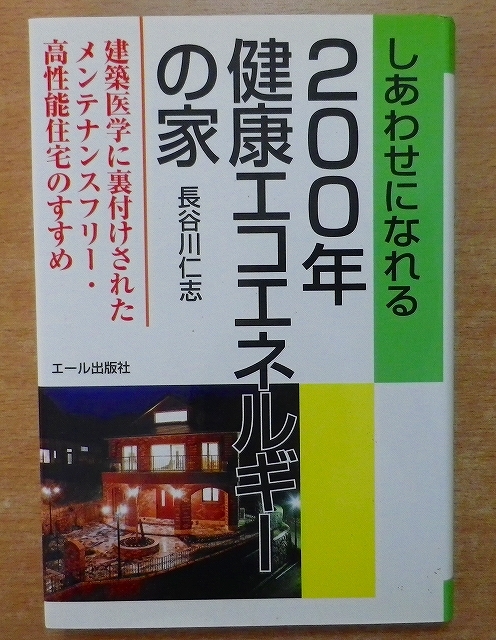 しあわせになれる
200年
健康エコエネルギー
の家
長谷川仁志
建築医学に裏付けされた
メンテナンスフリー・
高性能住宅のすすめ
エール出版社